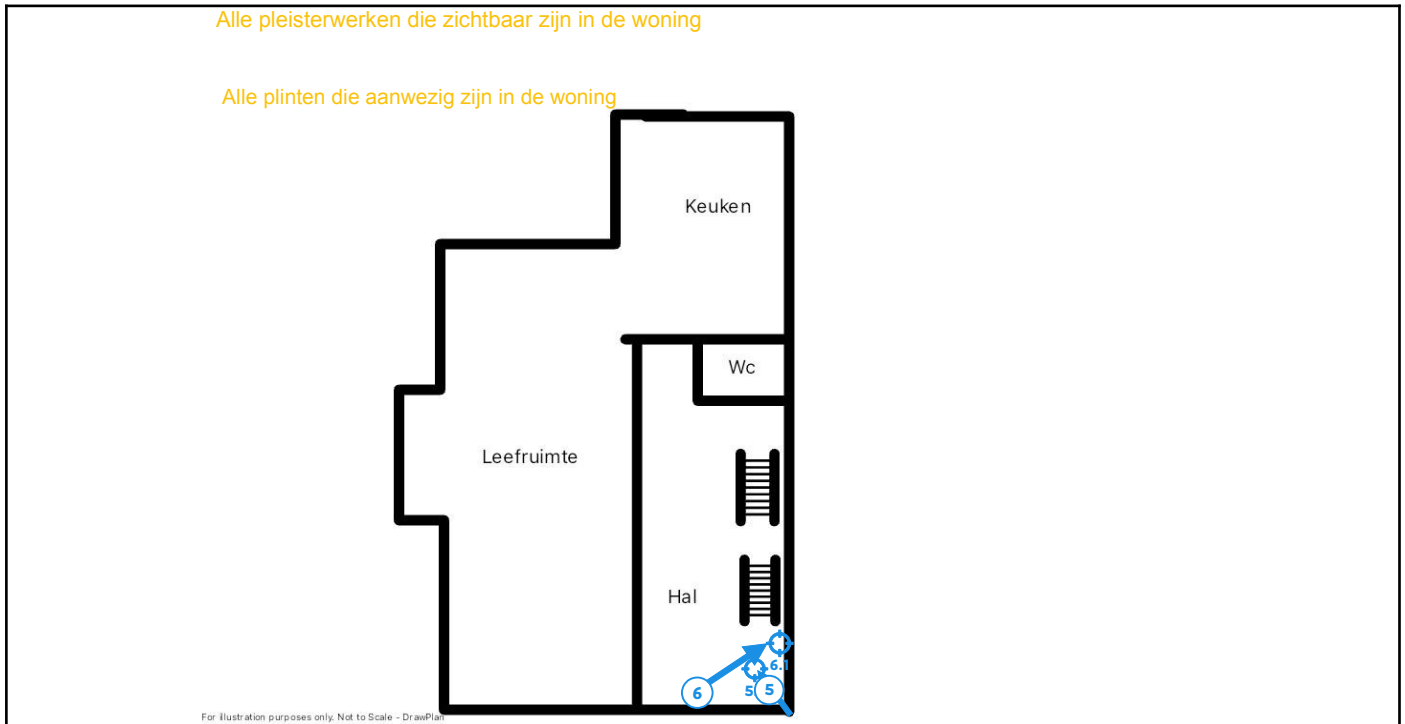 Alle pleisterwerken die zichtbaar zijn in de woning
Alle plinten die aanwezig zijn in de woning
Keuken
Wc
Leefruimte
Hal
6.1
6
5
5
For illustration purposes only. Not to Scale - DrawPlan